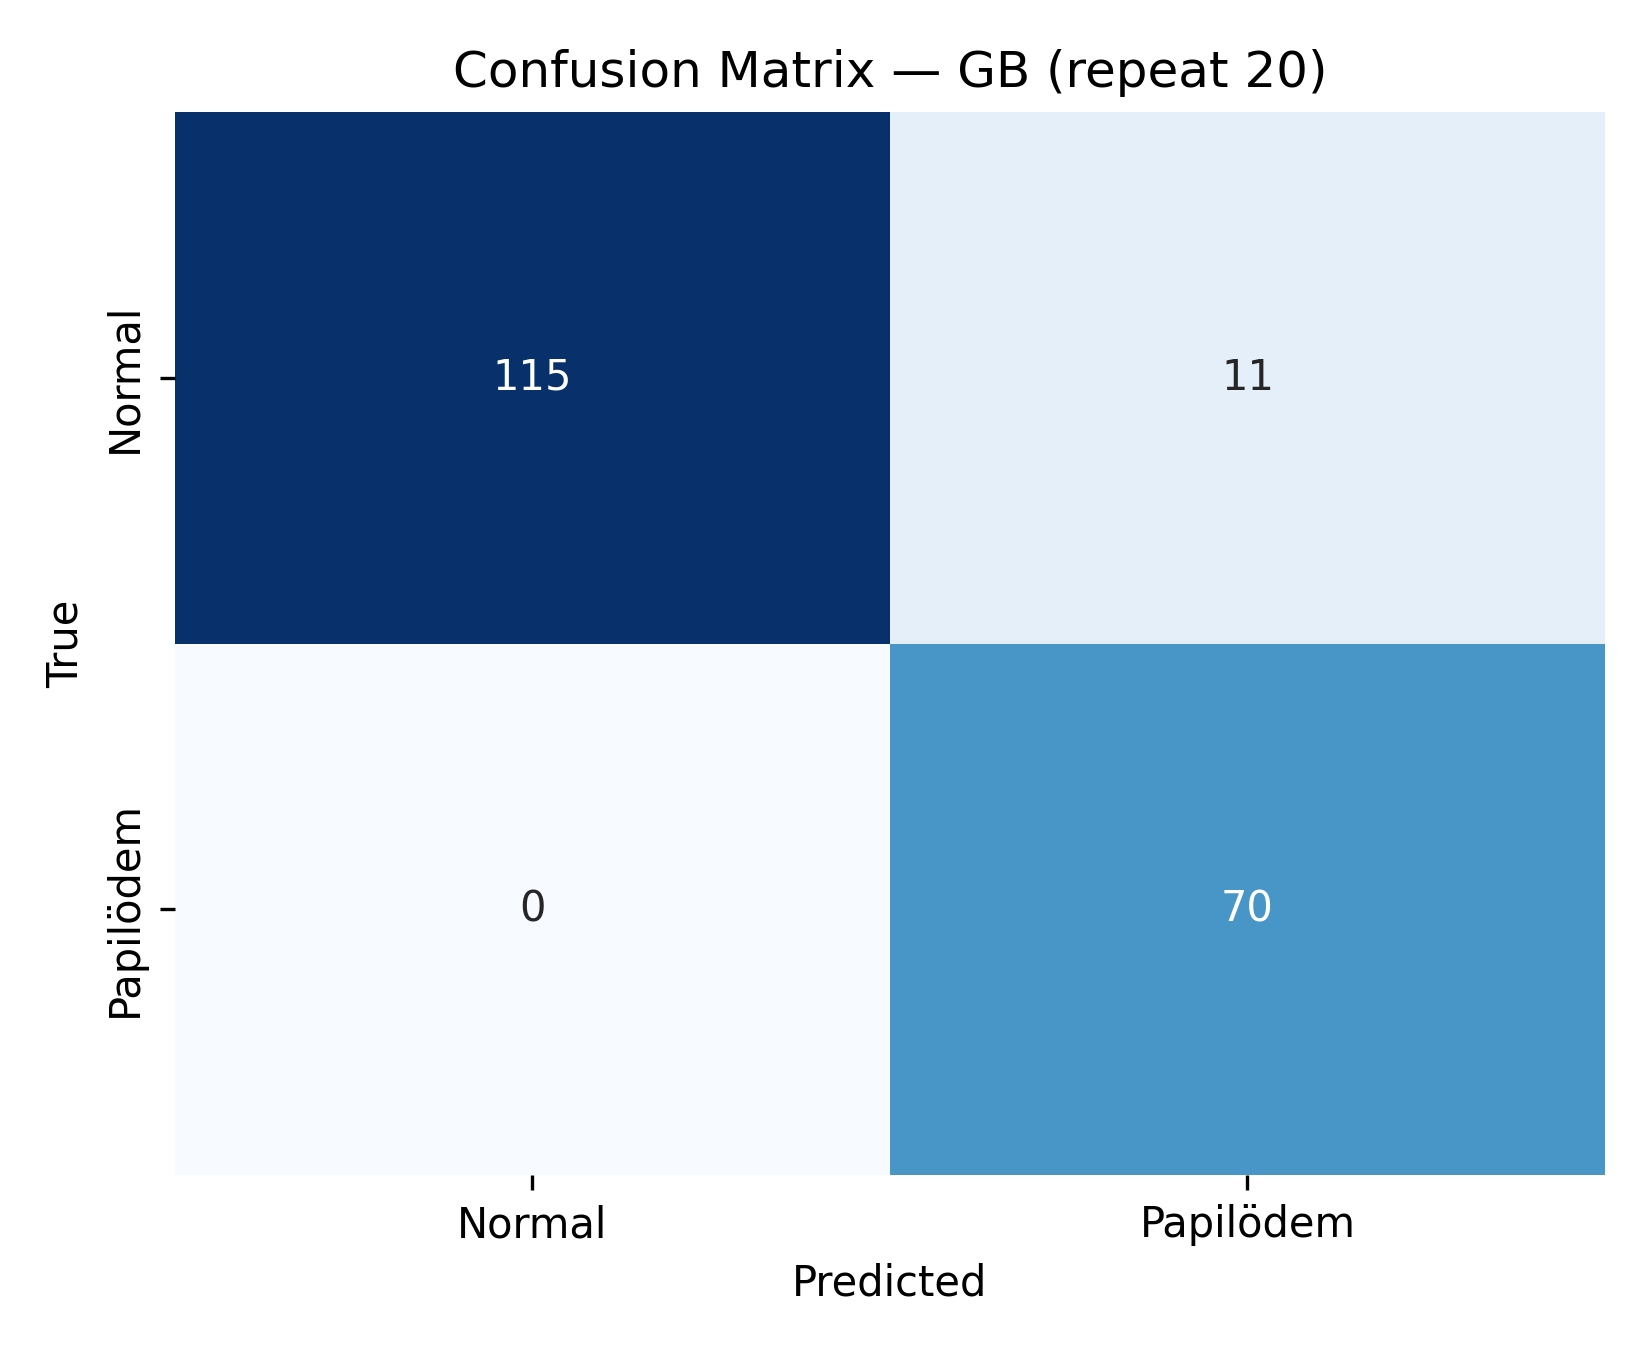 Confusion Matrix — GB (repeat 20)
Normal
115
11
True
Papilödem
0
70
Normal
Papilödem
Predicted